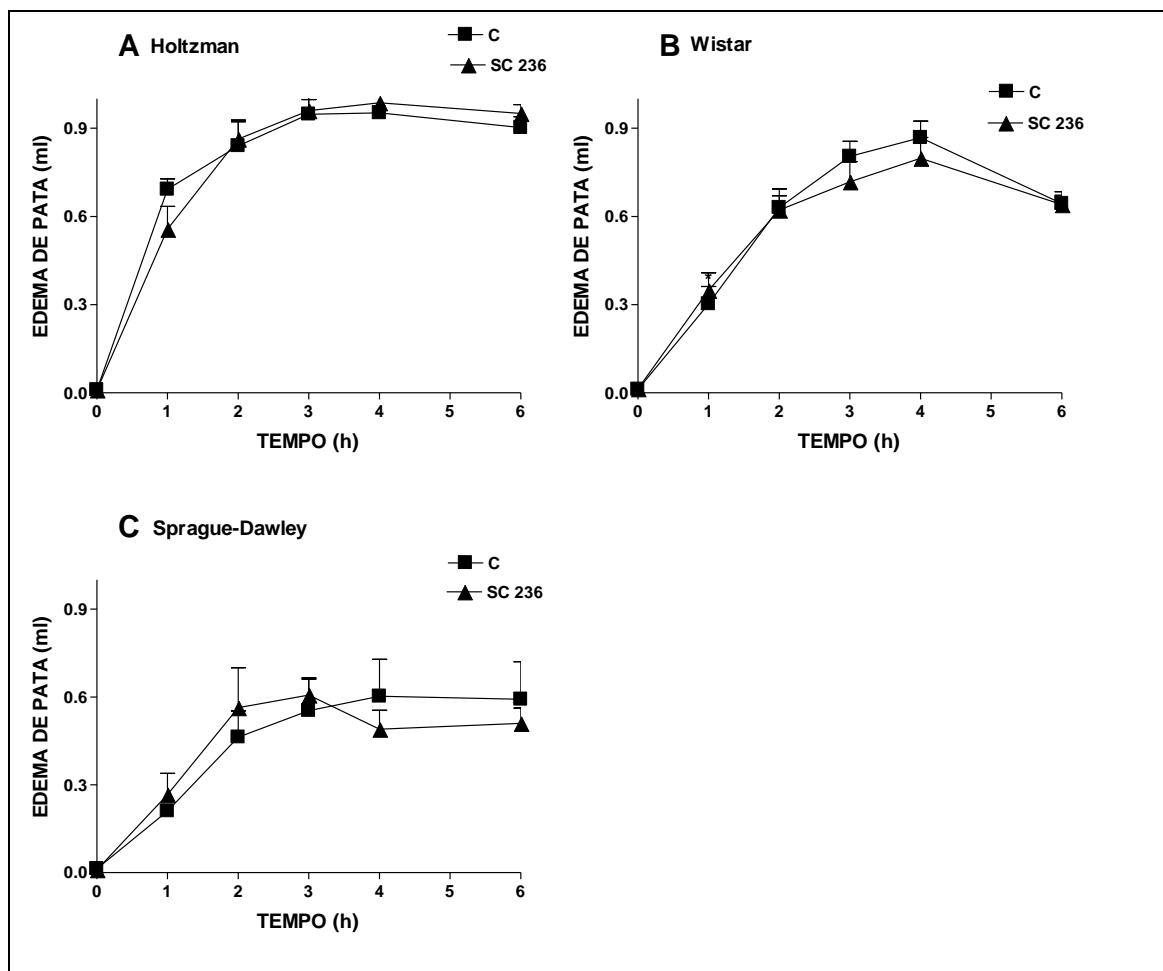 A Holtzman
C
SC 236
EDEMA DE PATA (ml)
0.9
0.6
0.3
0.0
0 1 2 3 4 5 6
TEMPO (h)
B Wistar
C
SC 236
EDEMA DE PATA (ml)
0.9
0.6
0.3
0.0
*
0 1 2 3 4 5 6
TEMPO (h)
C Sprague-Dawley
C
SC 236
EDEMA DE PATA (ml)
0.9
0.6
0.3
0.0
0 1 2 3 4 5 6
TEMPO (h)